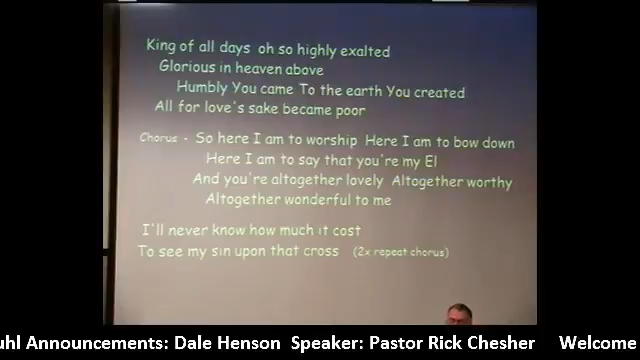 King of all days oh so highly exalted
Glorious in heaven above
Humbly You came To the earth You created
All for love's sake became poor
Chorus - So here I am to worship Here I am to bow down
Here I am to say that you're my El
And you're altogether lovely Altogether worthy
Altogether wonderful to me
I'll never know how much it cost
To see my sin upon that cross (2x repeat chorus)
uhl Announcements: Dale Henson Speaker: Pastor Rick Chesher Welcome